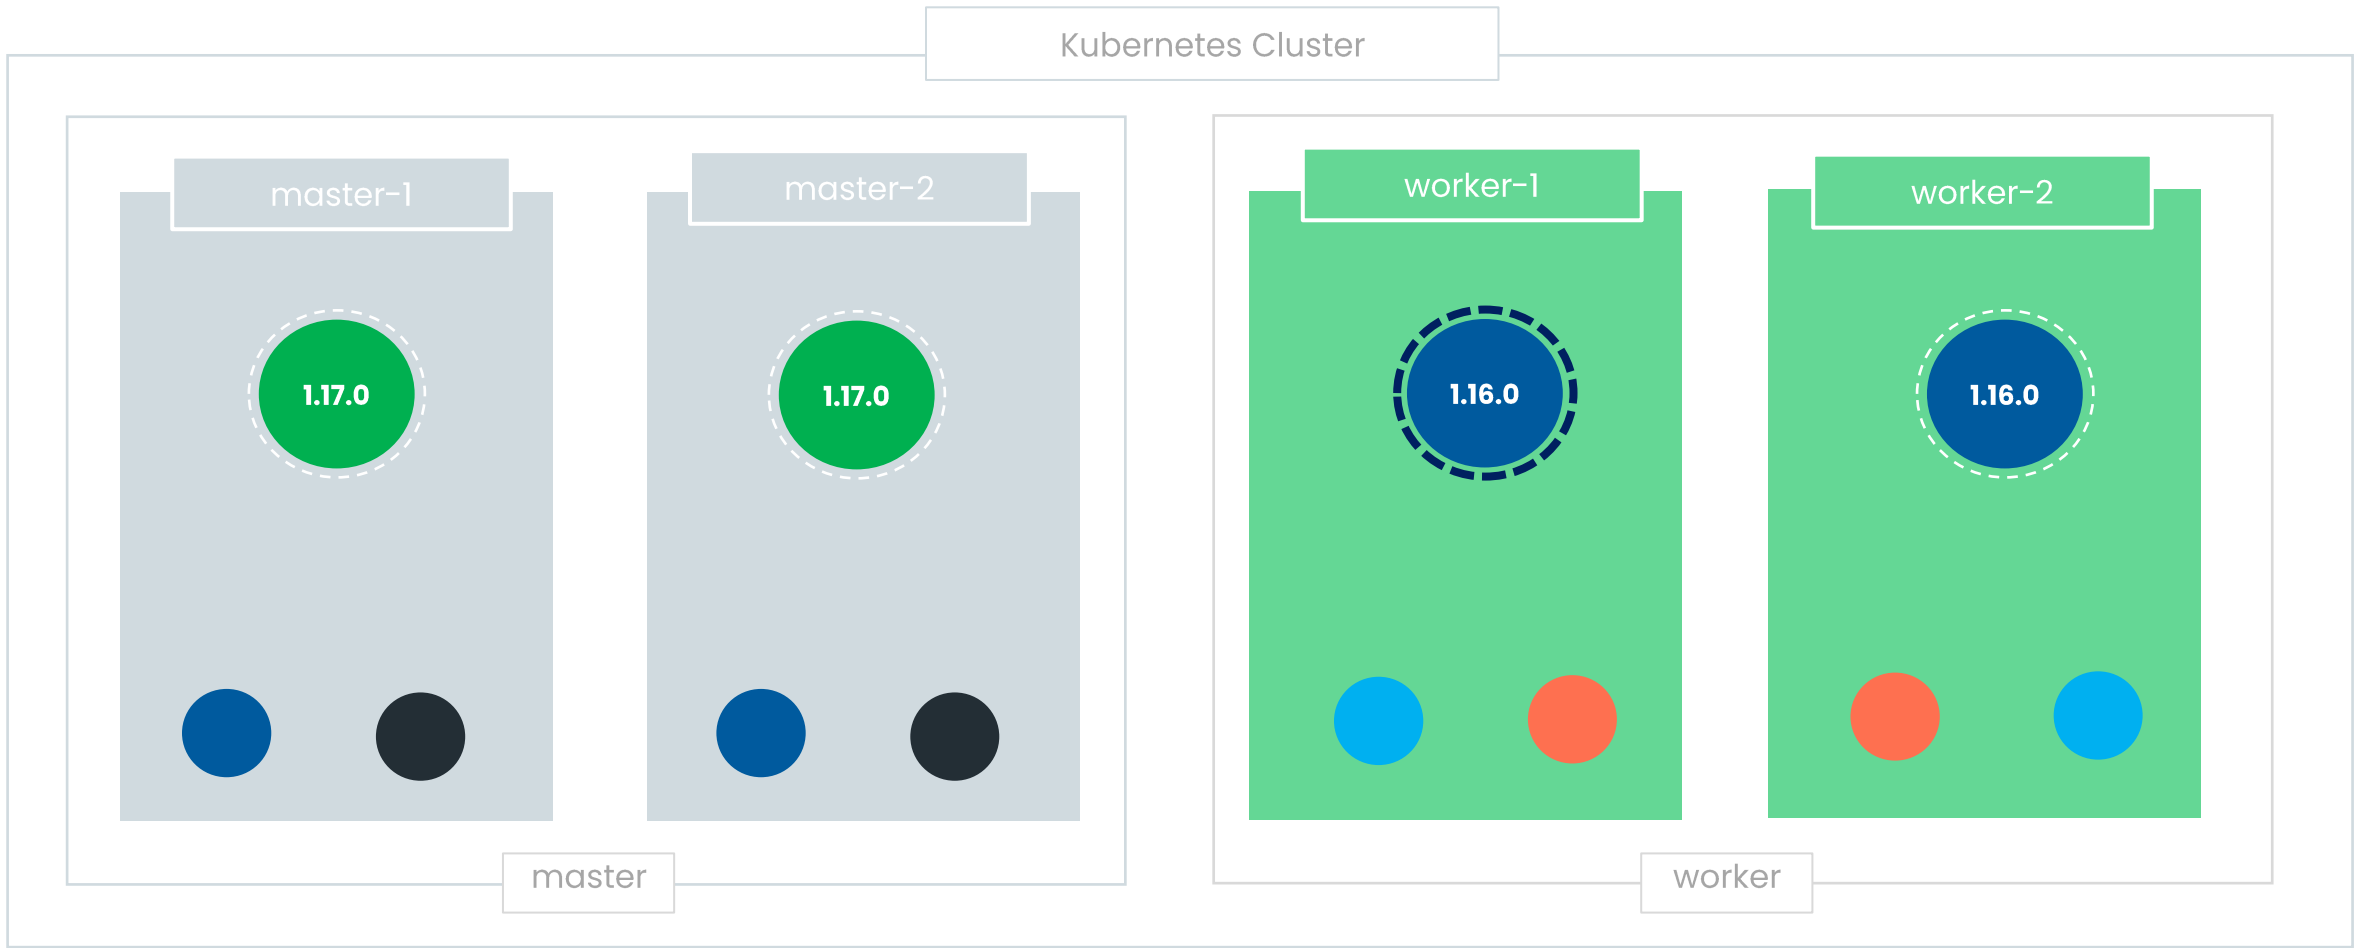 Kubernetes Cluster
master-1
master-2
worker-1
worker-2
1.17.0
1.17.0
1.16.0
1.16.0
master
worker